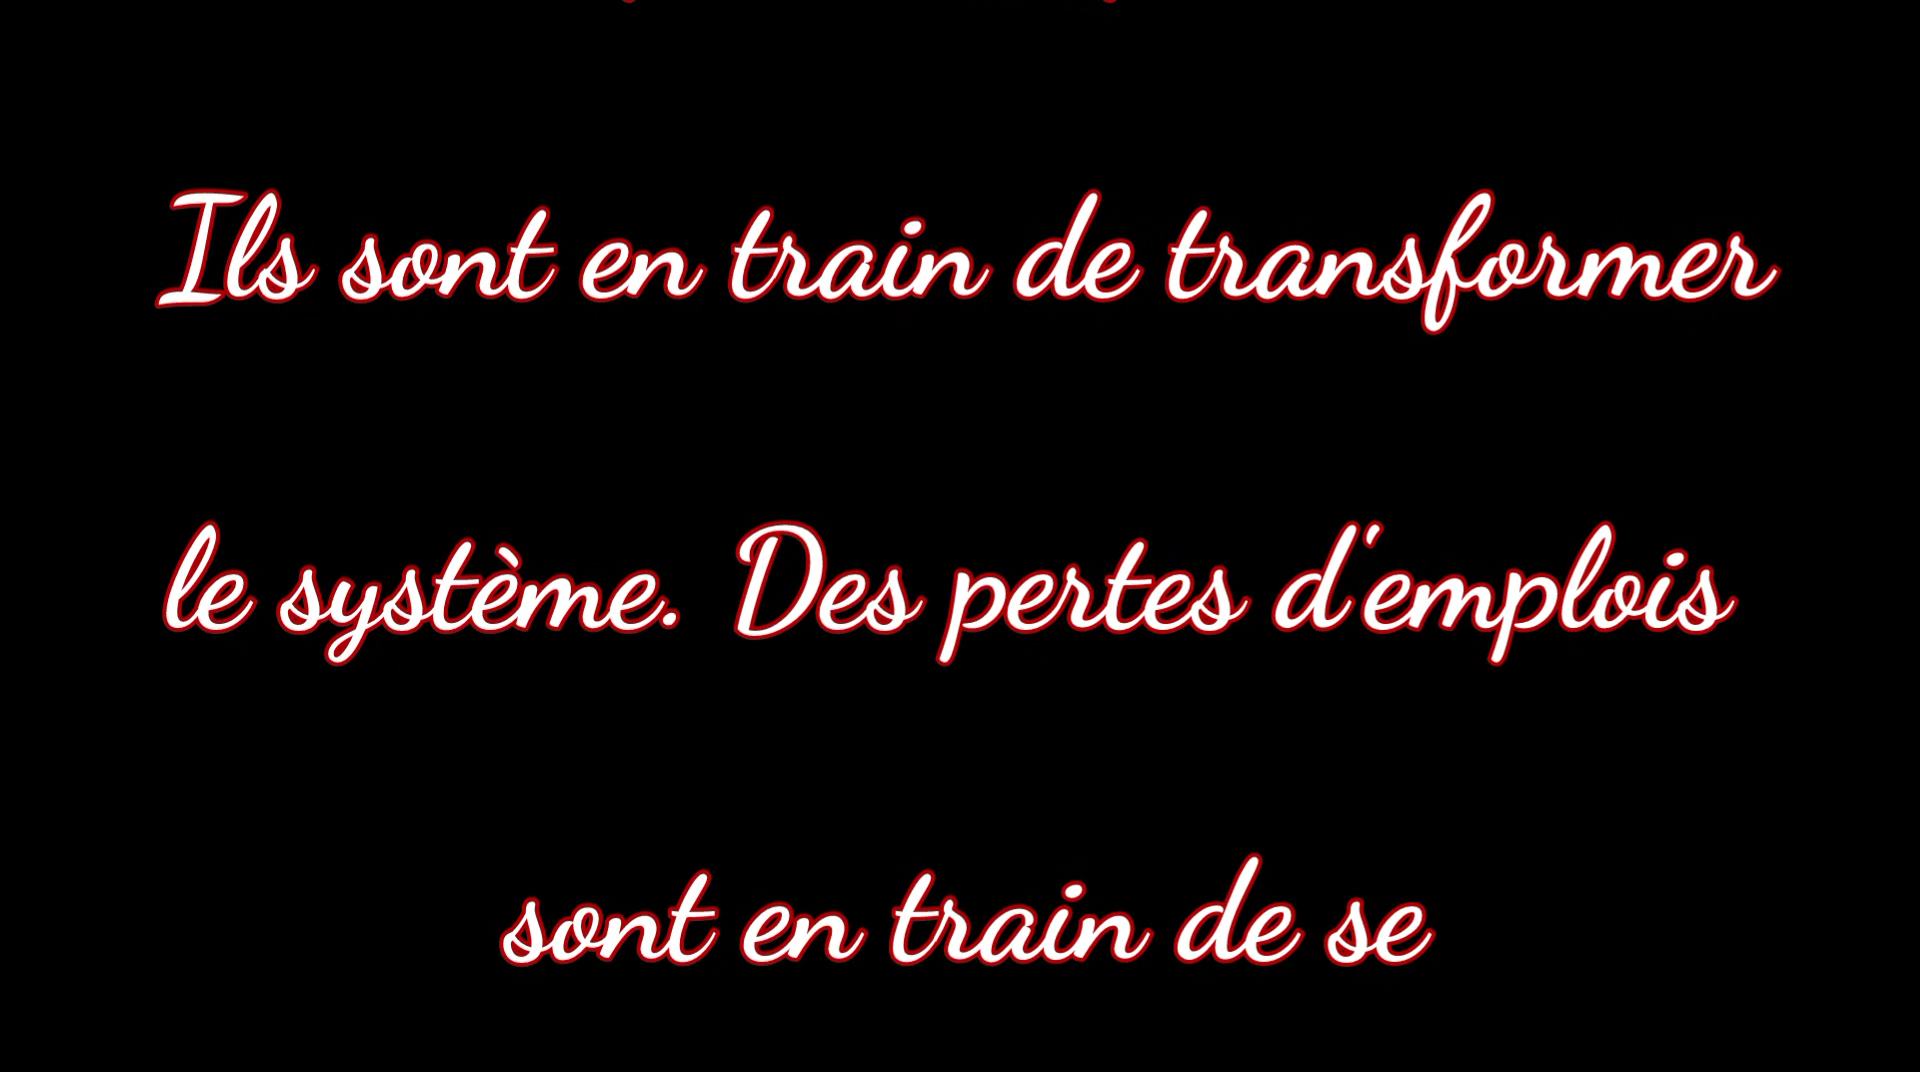 Ils sont en train de transformer
le système. Des pertes d'emplois
sont en train de se